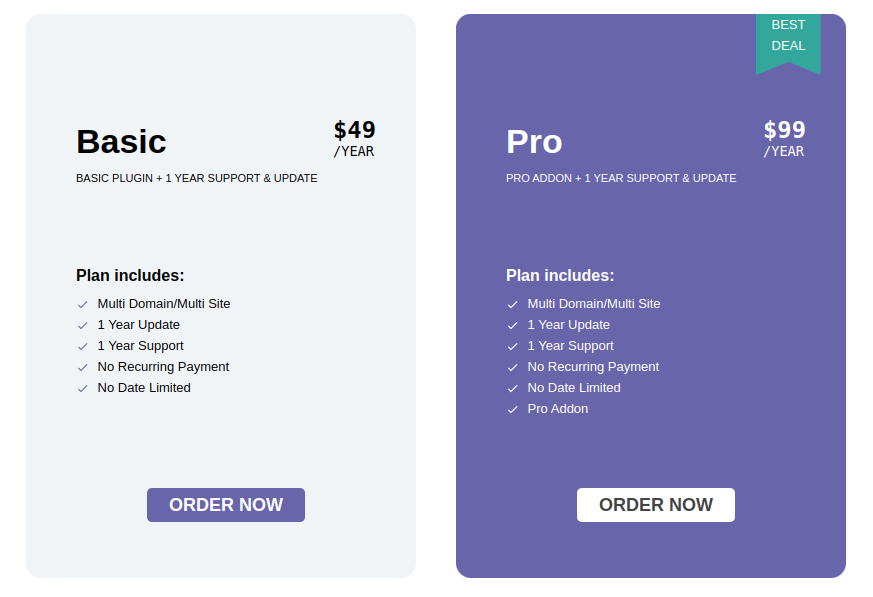 Basic
$49
/YEAR
BASIC PLUGIN + 1 YEAR SUPPORT & UPDATE
Plan includes:
Multi Domain/Multi Site
1 Year Update
1 Year Support
No Recurring Payment
No Date Limited
ORDER NOW
BEST
DEAL
Pro
$99
/YEAR
PRO ADDON + 1 YEAR SUPPORT & UPDATE
Plan includes:
Multi Domain/Multi Site
1 Year Update
1 Year Support
No Recurring Payment
No Date Limited
Pro Addon
ORDER NOW